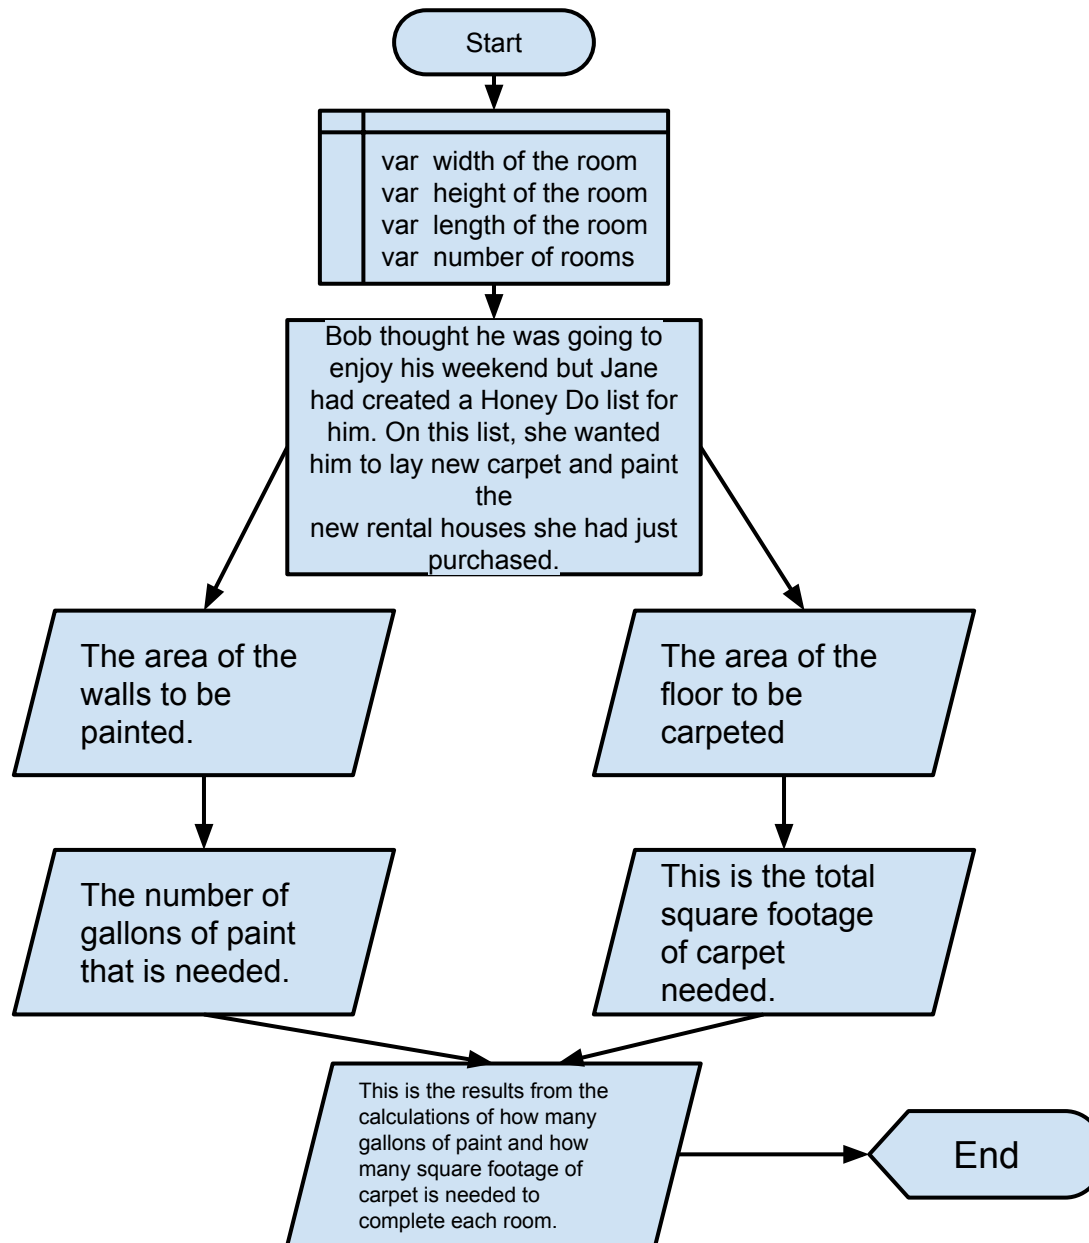 Start
var  width of the room
var  height of the room
var  length of the room
var  number of rooms
Bob thought he was going to
enjoy his weekend but Jane
had created a Honey Do list for
him. On this list, she wanted
him to lay new carpet and paint
the
new rental houses she had just
purchased.
The area of the
walls to be
painted.
The area of the
floor to be
carpeted
The number of
gallons of paint
that is needed.
This is the total
square footage
of carpet
needed.
This is the results from the
calculations of how many
gallons of paint and how
many square footage of
carpet is needed to
complete each room.
End